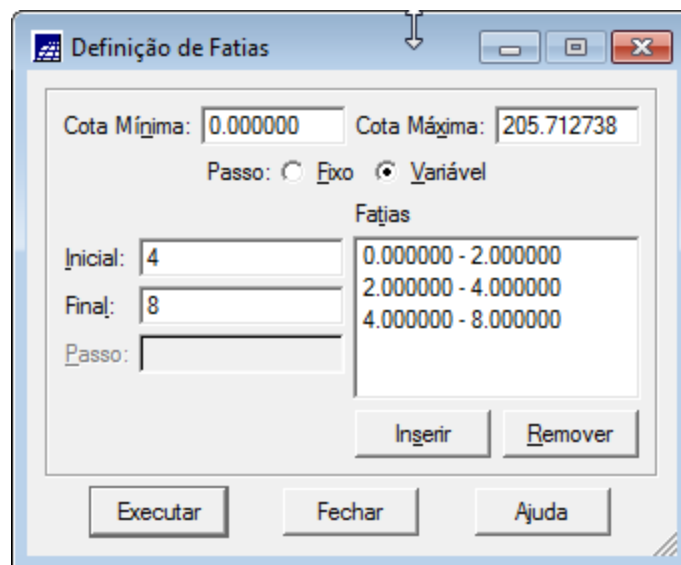 Definição de Fatias
Cota Mínima: 0.000000 Cota Máxima: 205.712738
Passo: Fixo Variável
Fatias
Inicial: 4
Final: 8
Passo:
0.000000 - 2.000000
2.000000 - 4.000000
4.000000 - 8.000000
Inserir Remover
Executar Fechar Ajuda